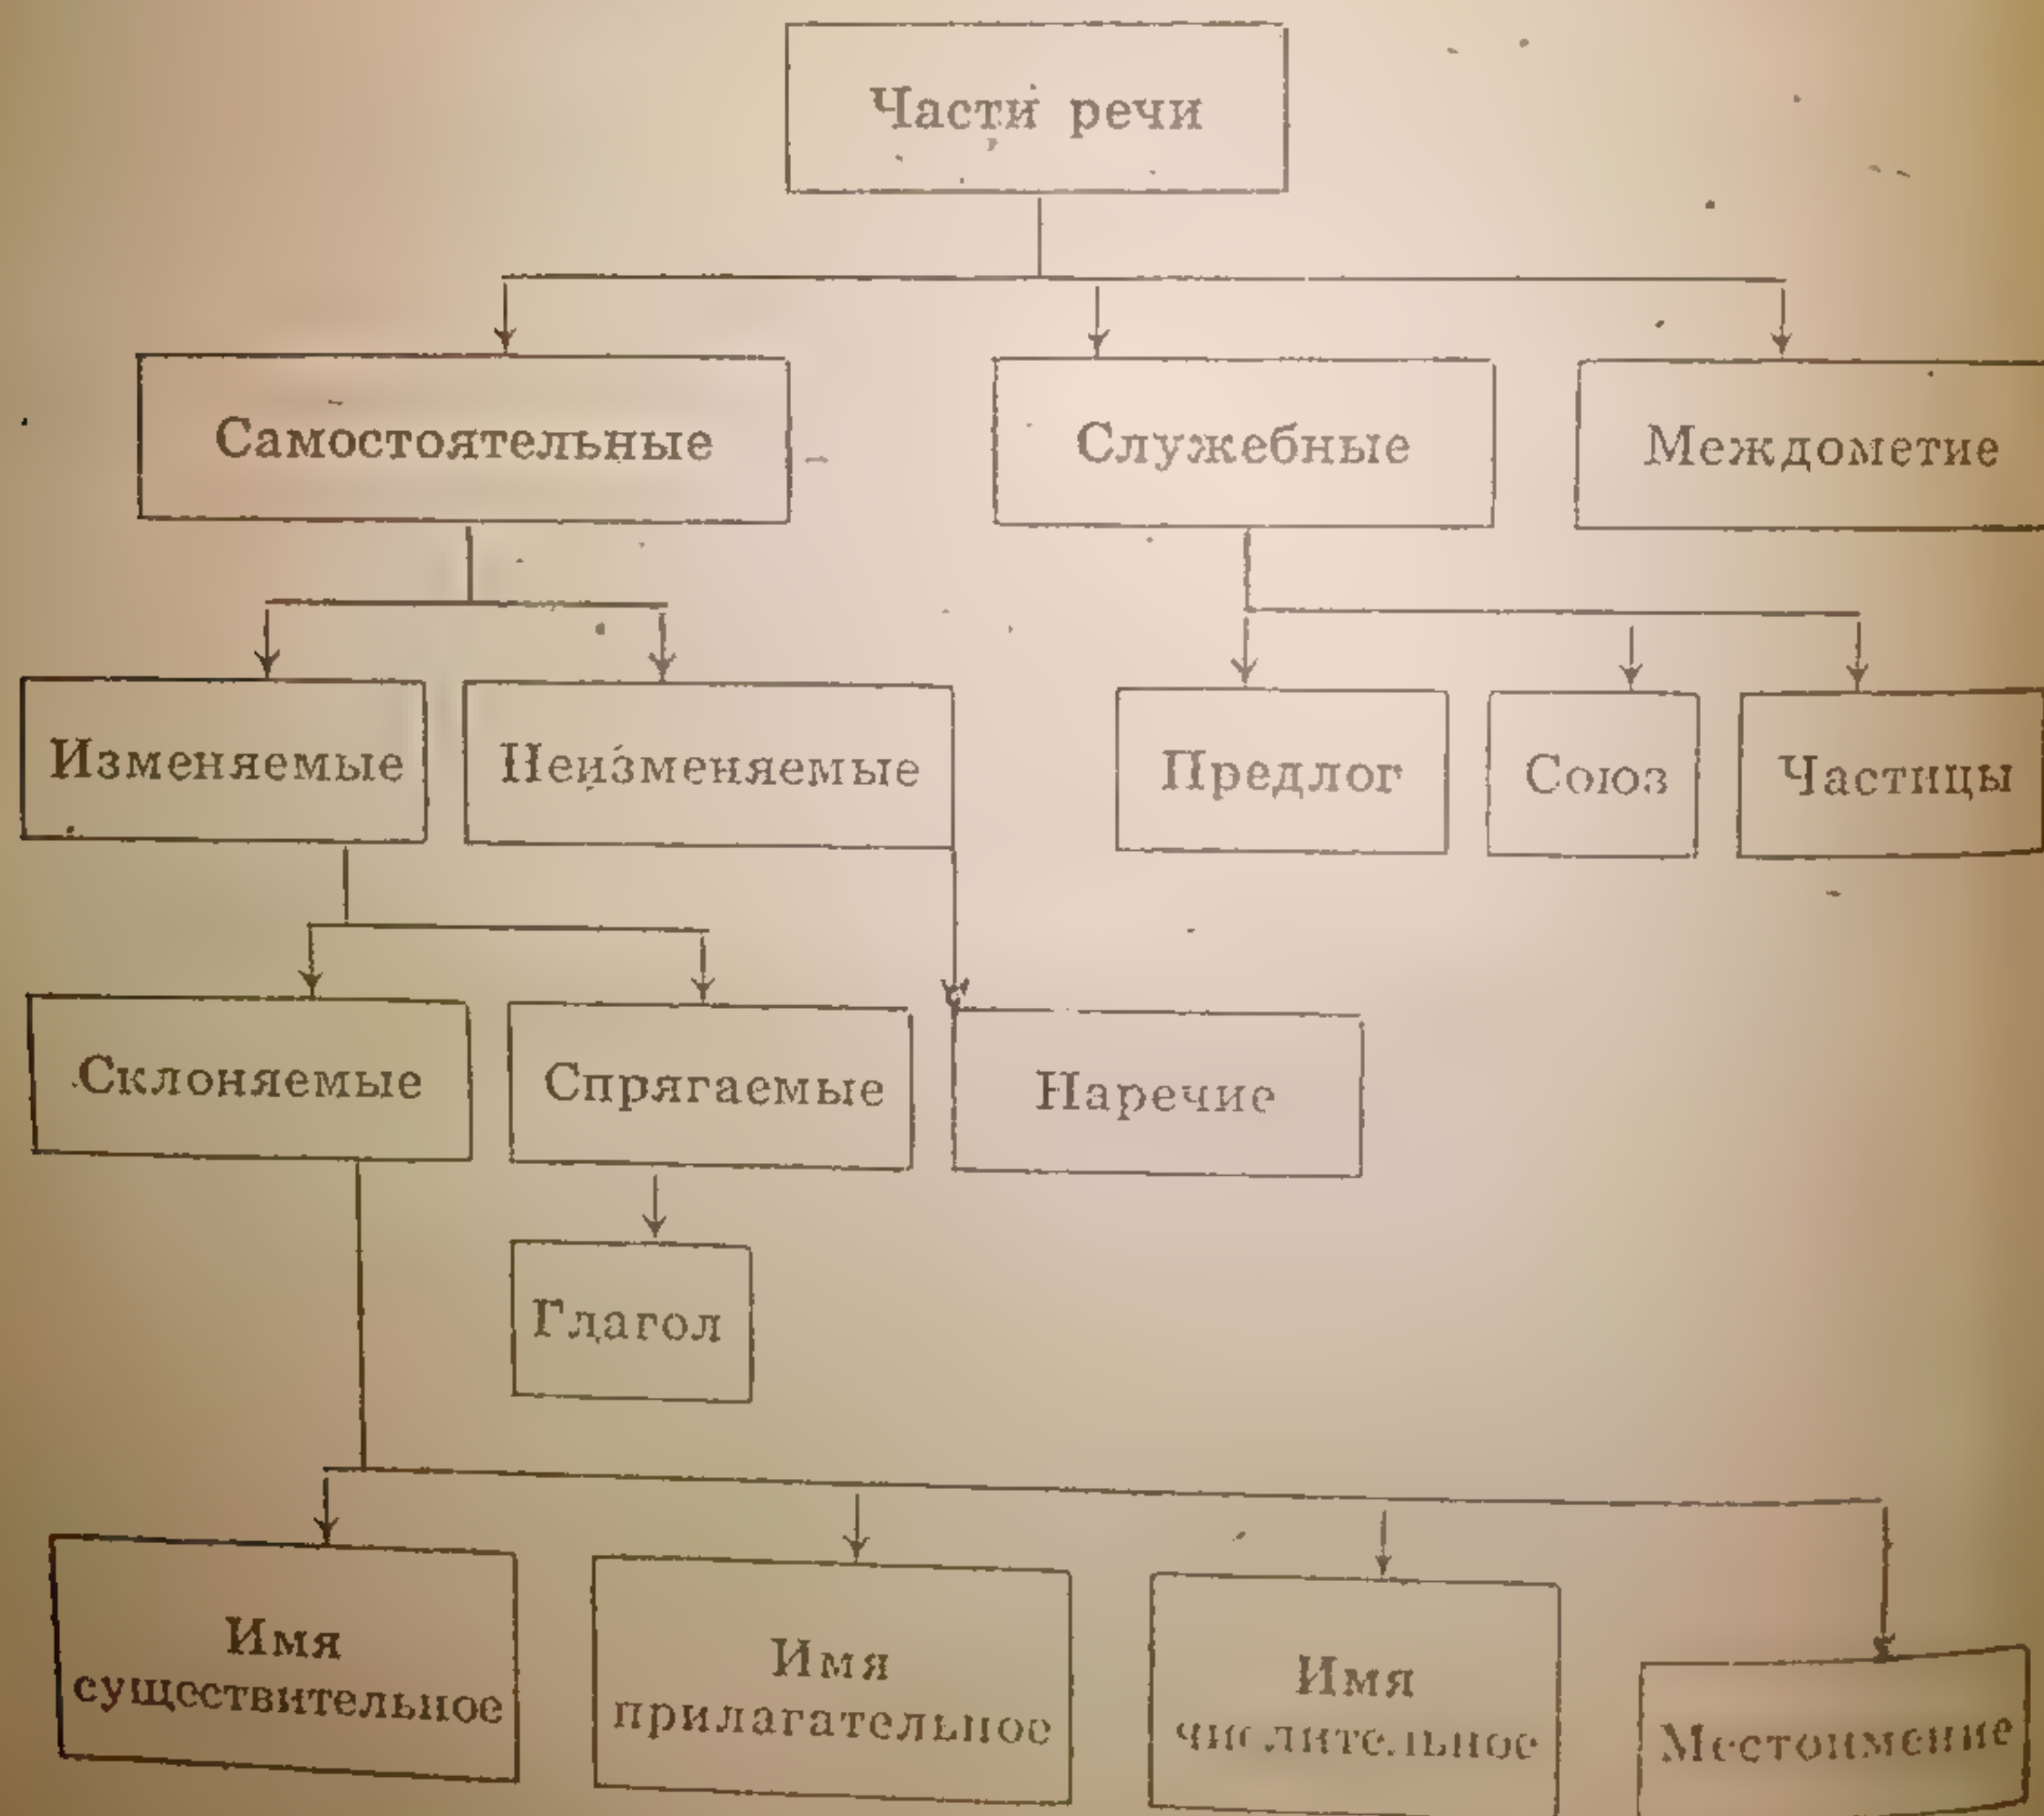 Части речи
Самостоятельные
Служебные
Междометие
Изменяемые
Неизменяемые
Предлог
Союз
Частицы
Склоняемые
Спрягаемые
Наречие
Глагол
Имя
существительное
Имя
прилагательное
Имя
числительное
Местоимение